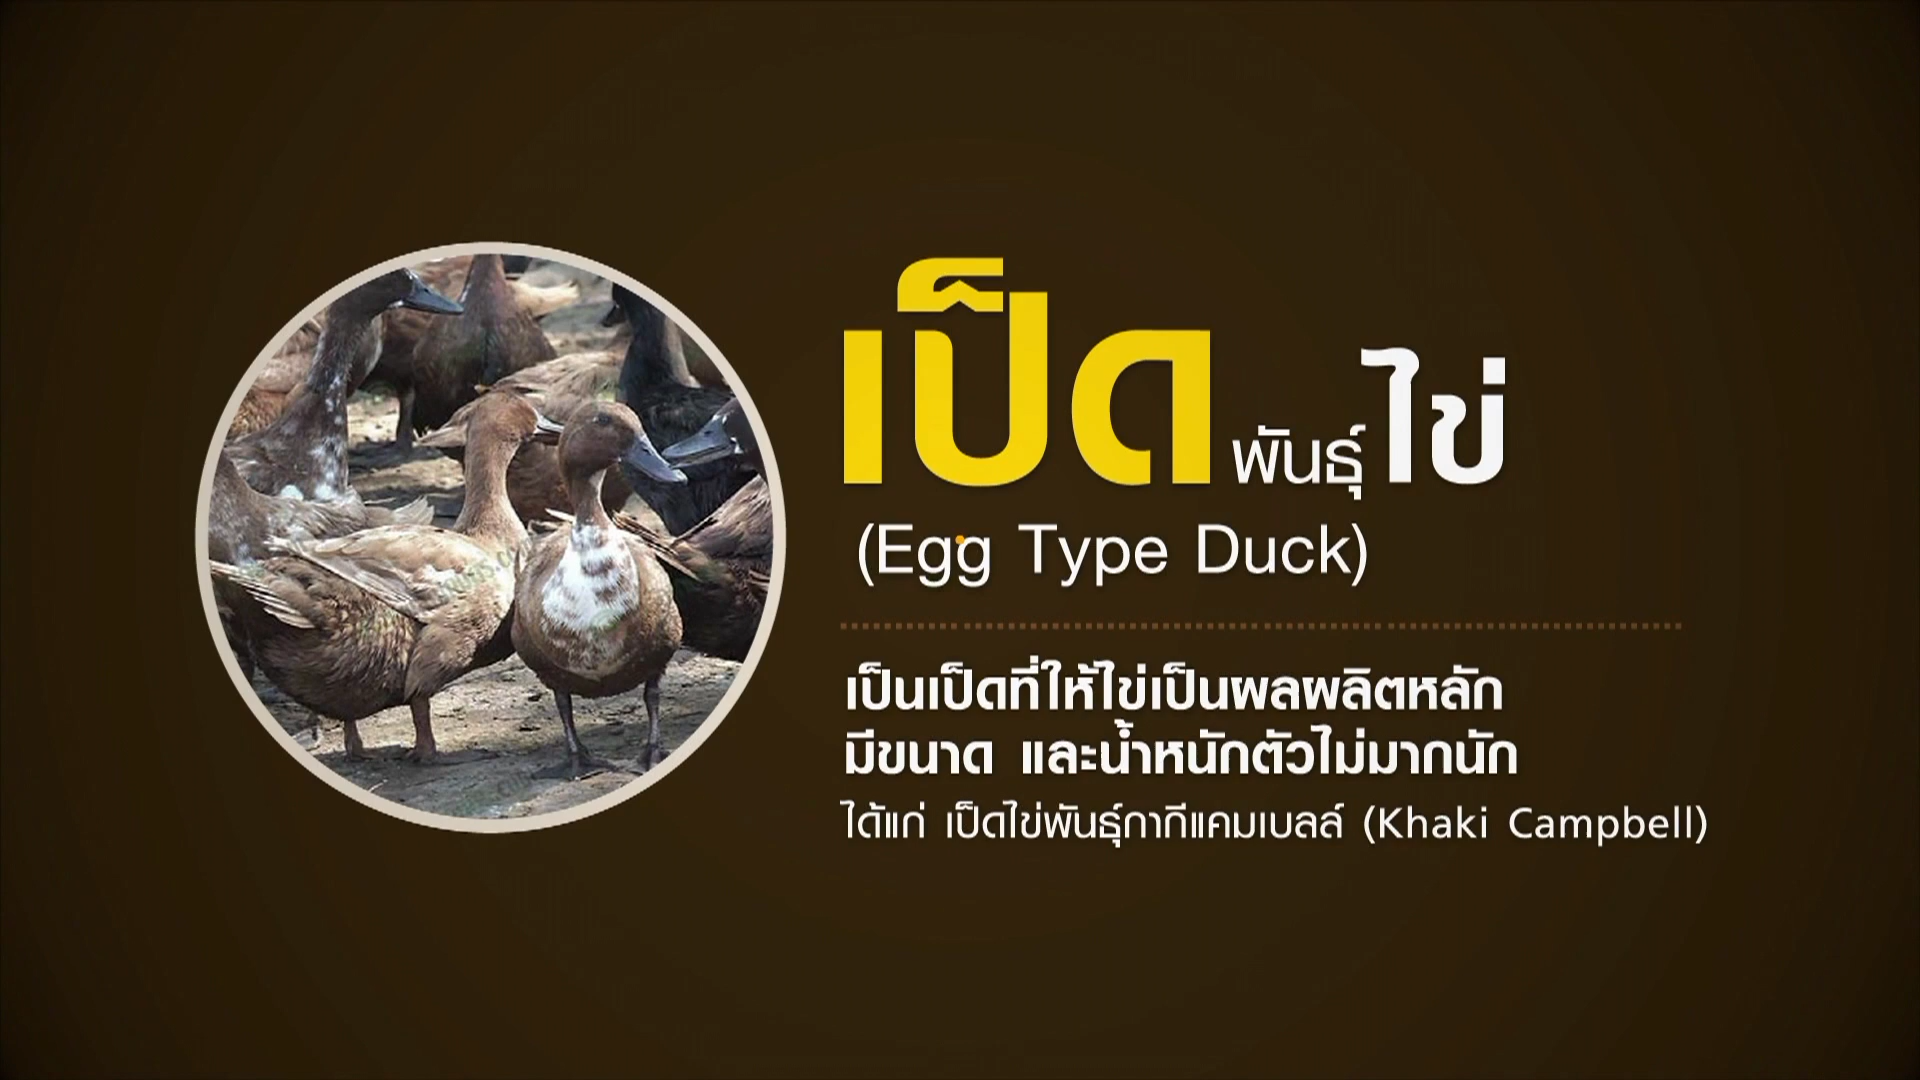 เป็ดพันธุ์ไข่
(Egg Type Duck)
เป็นเป็ดที่ให้ไข่เป็นผลผลิตหลัก
มีขนาด และน้ำหนักตัวไม่มากนัก
ได้แก่ เป็ดไข่พันธุ์กากีแคมเบลล์ (Khaki Campbell)